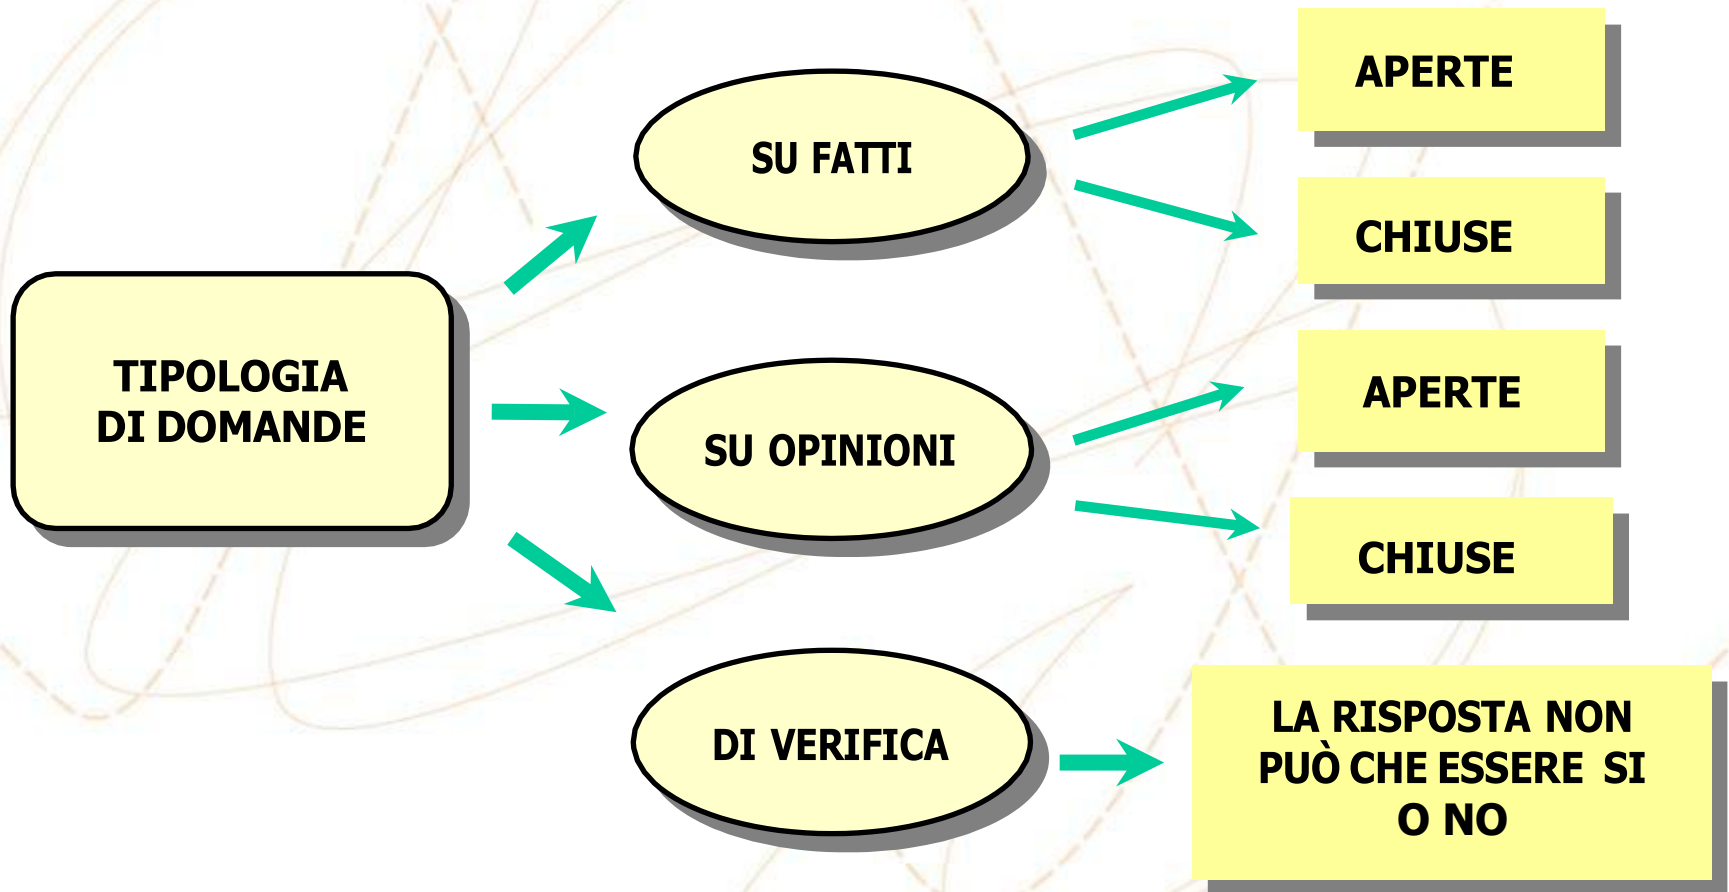 TIPOLOGIA
DI DOMANDE
SU FATTI
APERTE
CHIUSE
SU OPINIONI
APERTE
CHIUSE
DI VERIFICA
LA RISPOSTA NON
PUÒ CHE ESSERE SI
O NO